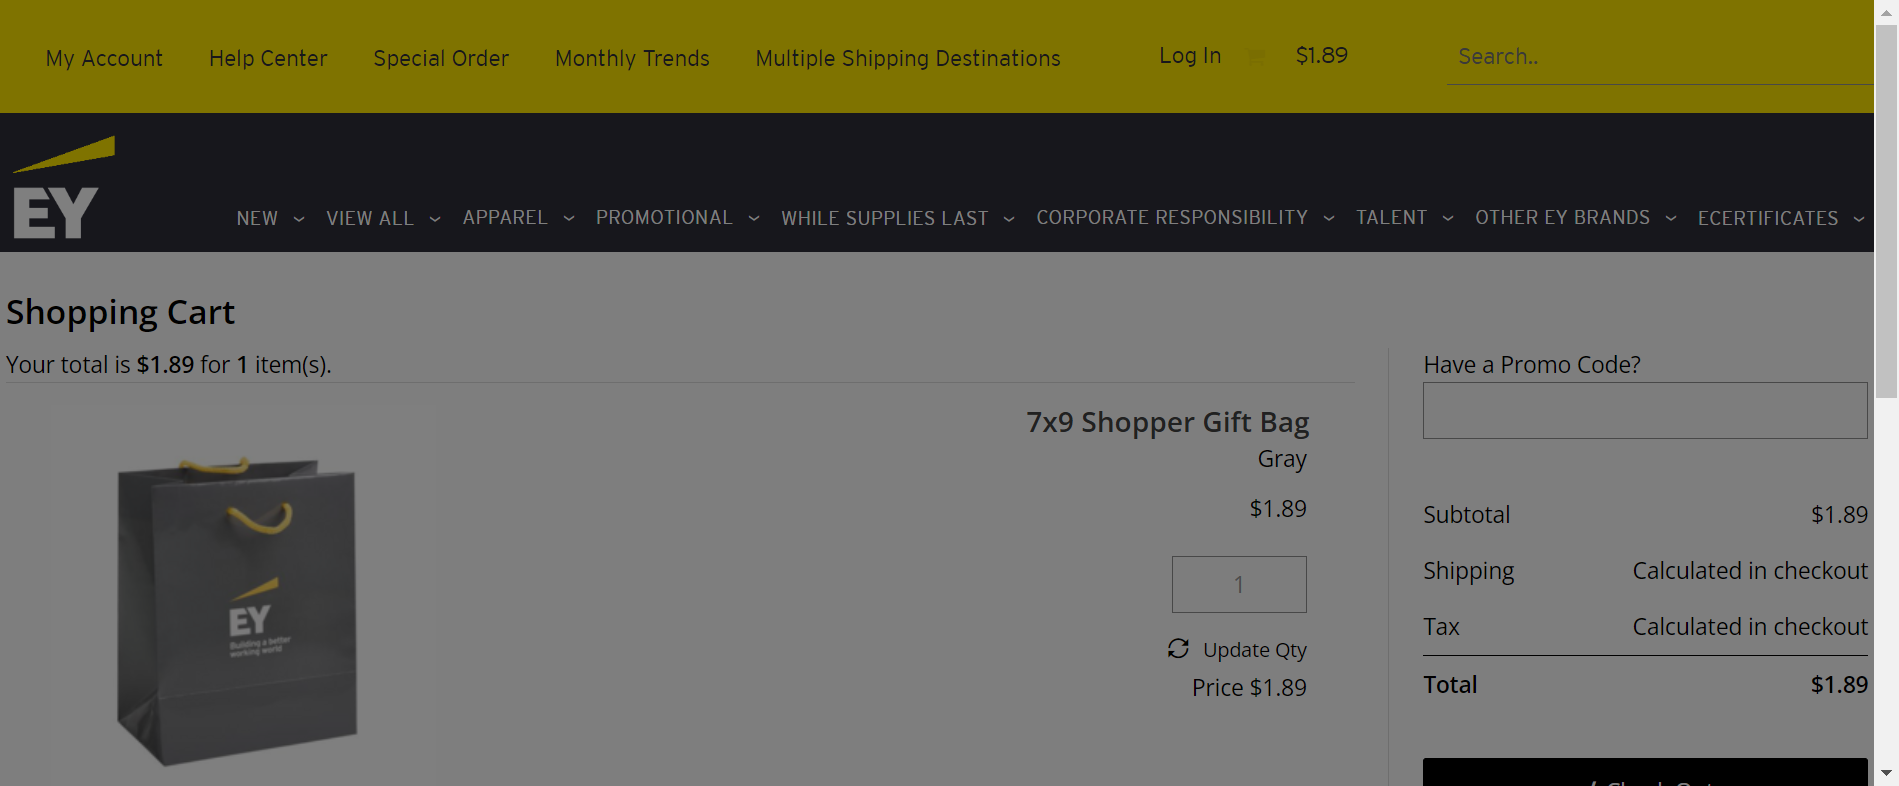 My Account Help Center Special Order Monthly Trends Multiple Shipping Destinations Log In $1.89 Search..
EY
NEW VIEW ALL APPAREL PROMOTIONAL WHILE SUPPLIES LAST CORPORATE RESPONSIBILITY TALENT OTHER EY BRANDS ECERTIFICATES
Shopping Cart
Your total is $1.89 for 1 item(s).
7x9 Shopper Gift Bag
Gray
$1.89
1
Update Qty
Price $1.89
EY
Building a better
working world
Have a Promo Code?
Subtotal $1.89
Shipping Calculated in checkout
Tax Calculated in checkout
Total $1.89
Check Out